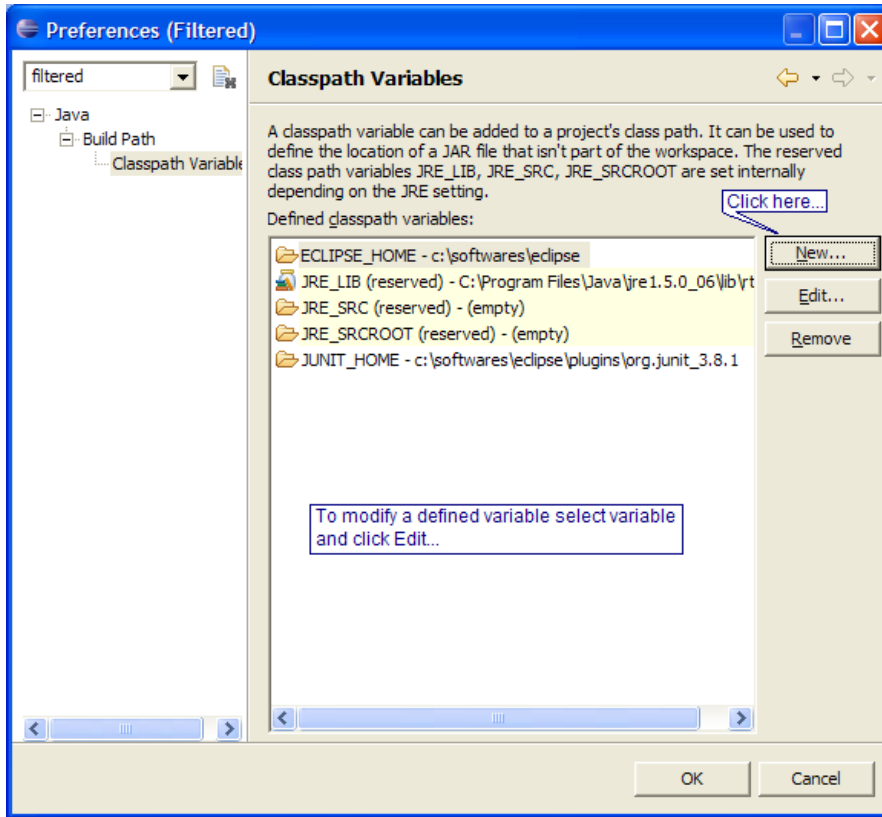 Preferences (Filtered)
filtered
Classpath Variables
Java
Build Path
Classpath Variable
A classpath variable can be added to a project's class path. It can be used to
define the location of a JAR file that isn't part of the workspace. The reserved
class path variables JRE_LIB, JRE_SRC, JRE_SRCROOT are set internally
depending on the JRE setting.
Click here...
Defined classpath variables:
ECLIPSE_HOME - c:\softwares\eclipse
JRE_LIB (reserved) - C:\Program Files\Java\jre1.5.0_06\lib\rt
JRE_SRC (reserved) - (empty)
JRE_SRCROOT (reserved) - (empty)
JUNIT_HOME - c:\softwares\eclipse\plugins\org.junit_3.8.1
New...
Edit...
Remove
To modify a defined variable select variable
and click Edit...
OK
Cancel